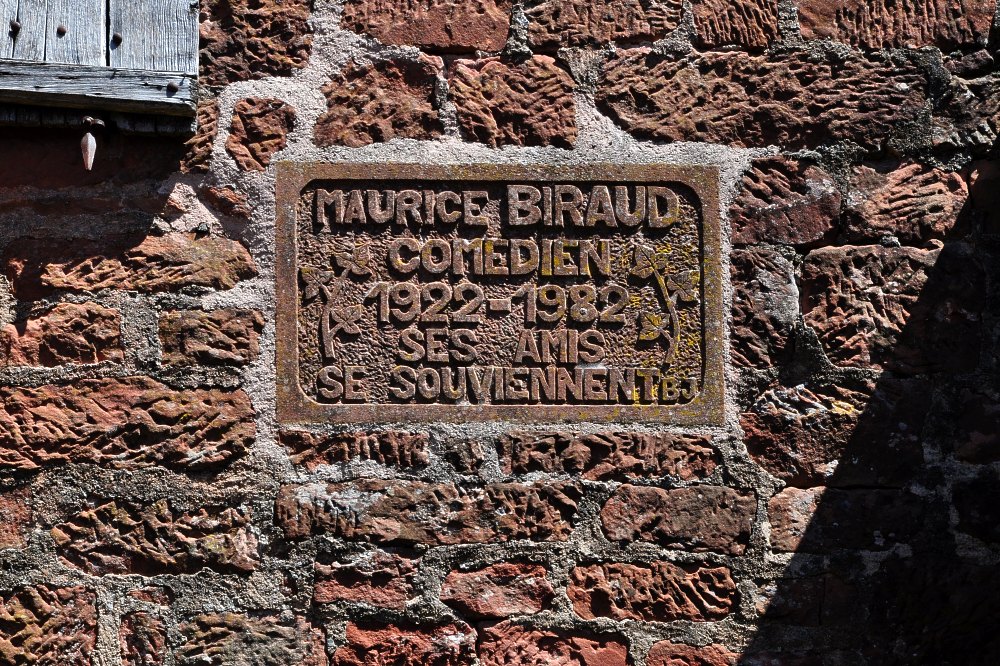 MAURICE BIRAUD
COMEDIEN
1922-1982
SES AMIS
SE SOUVIENNENT BJ